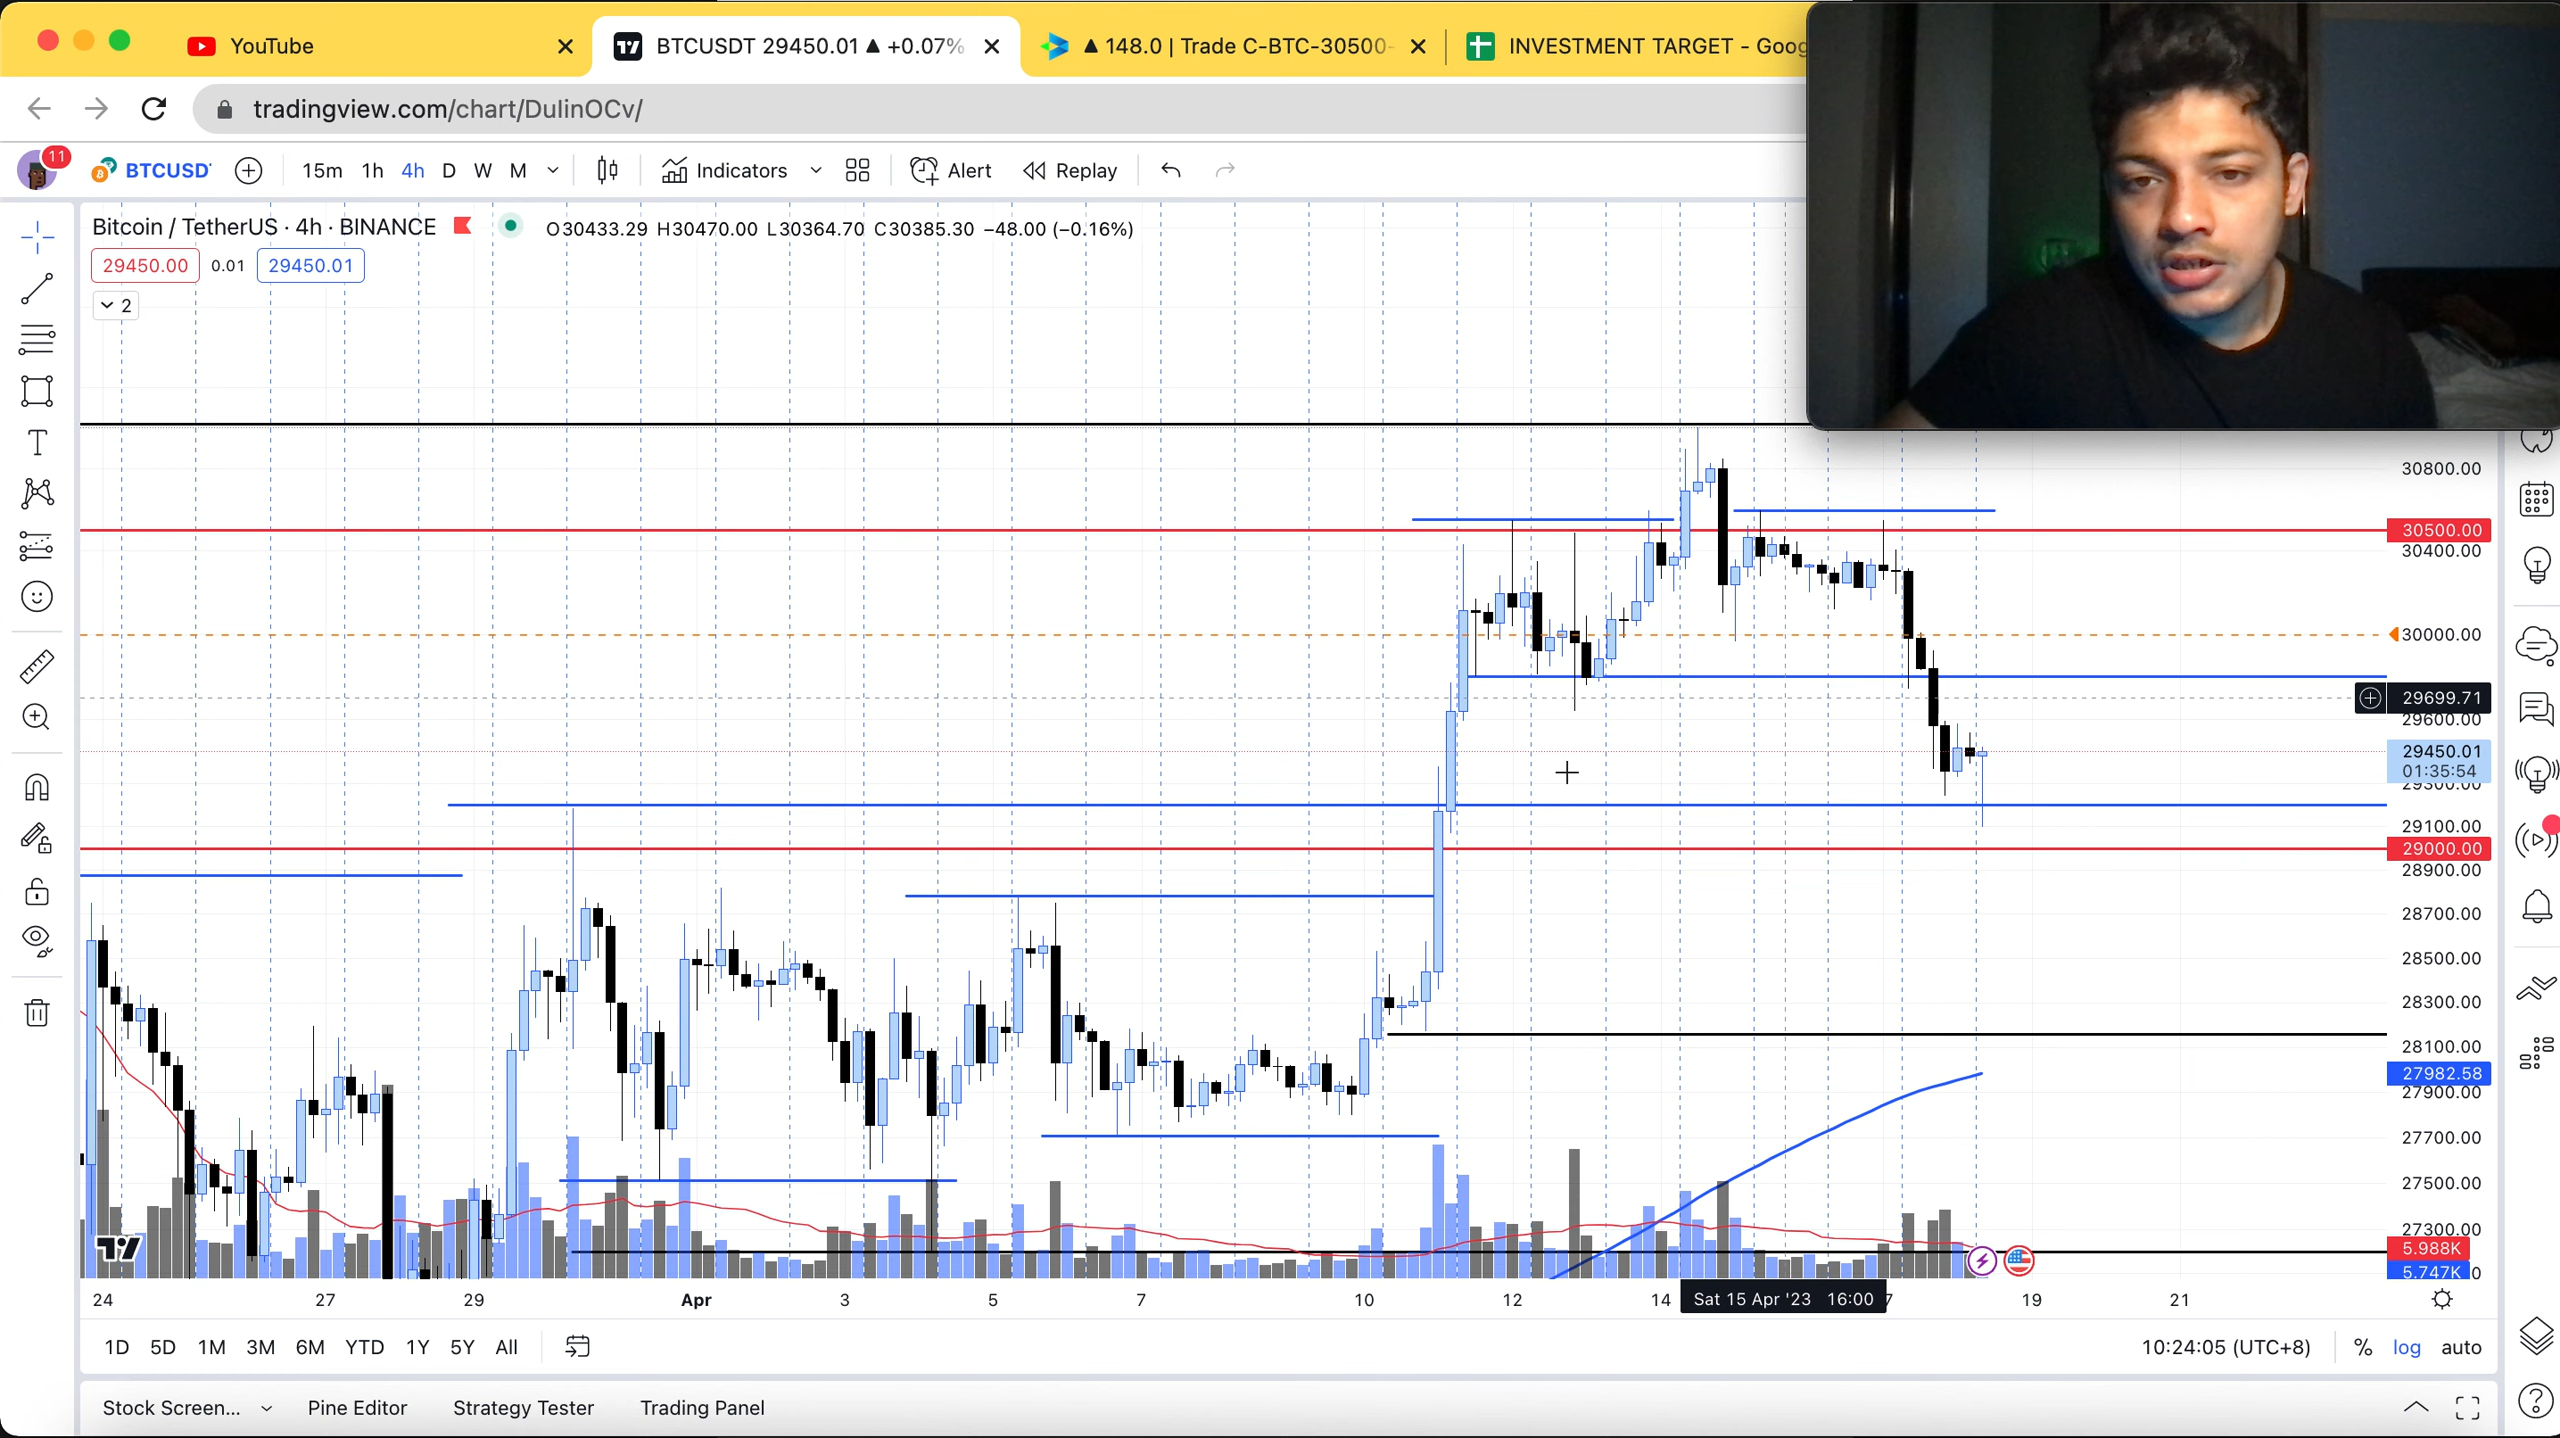 YouTube
BTCUSDT 29450.01 ▲ +0.07%
▲ 148.0 | Trade C-BTC-30500-
INVESTMENT TARGET - Goog
tradingview.com/chart/DuIinOCv/
11
BTCUSD
15m 1h 4h D W M
Indicators
Alert
Replay
Bitcoin / TetherUS · 4h · BINANCE
O30433.29 H30470.00 L30364.70 C30385.30 −48.00 (−0.16%)
29450.00 0.01 29450.01
2
30800.00
30500.00
30400.00
30000.00
29699.71
29600.00
29450.01
01:35:54
29300.00
29100.00
29000.00
28900.00
28700.00
28500.00
28300.00
28100.00
27982.58
27900.00
27700.00
27500.00
27300.00
5.988K
5.747K 0
24 27 29 Apr 3 5 7 10 12 14 Sat 15 Apr '23 16:00 7 19 21
1D 5D 1M 3M 6M YTD 1Y 5Y All
10:24:05 (UTC+8) % log auto
Stock Screen... Pine Editor Strategy Tester Trading Panel